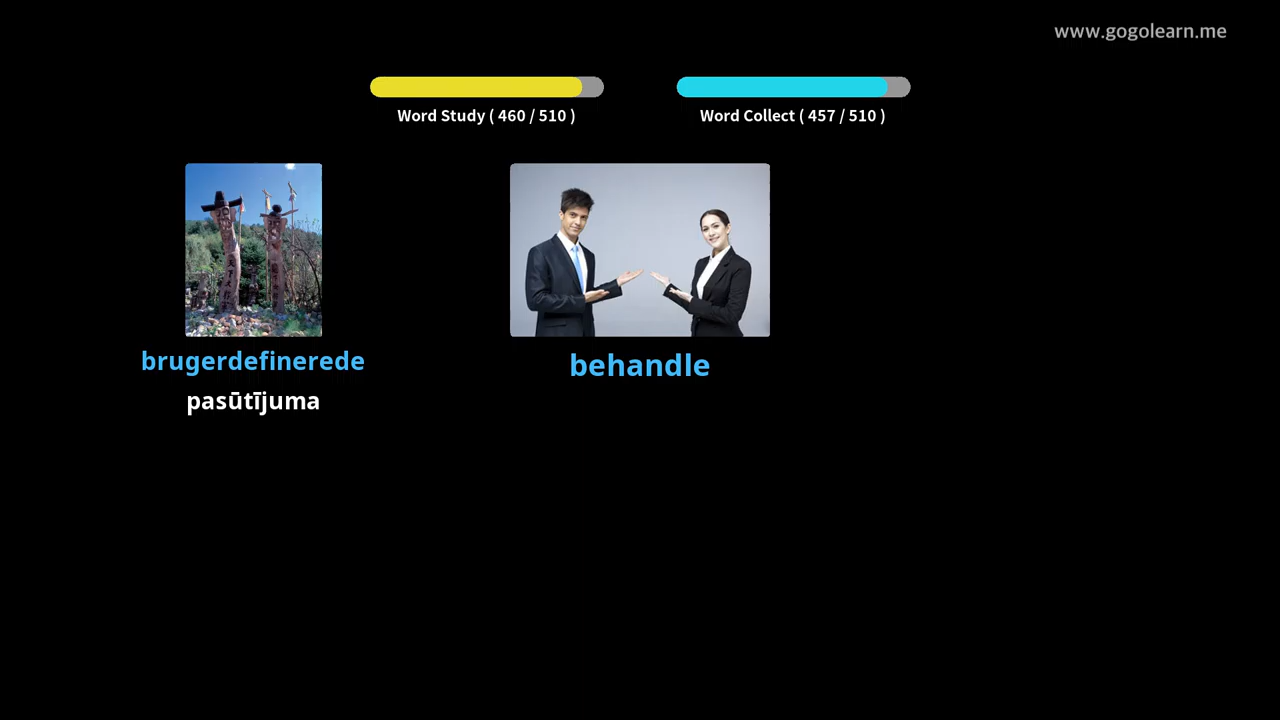 www.gogolearn.me
Word Study ( 460 / 510 )
Word Collect ( 457 / 510 )
brugerdefinerede
pasūtījuma
behandle